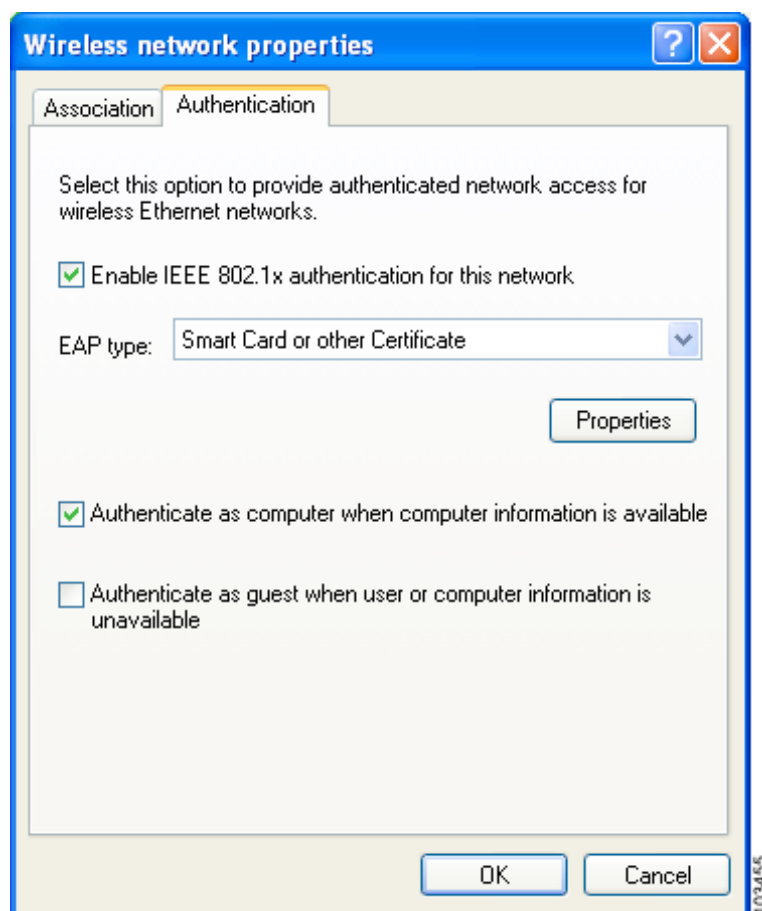 Wireless network properties
Association
Authentication
Select this option to provide authenticated network access for
wireless Ethernet networks.
Enable IEEE 802.1x authentication for this network
EAP type:
Smart Card or other Certificate
Properties
Authenticate as computer when computer information is available
Authenticate as guest when user or computer information is
unavailable
OK
Cancel
103455